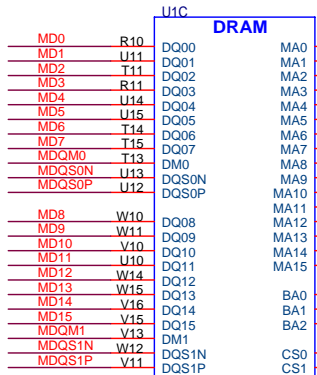 U1C
DRAM
MD0 R10 DQ00 MA0
MD1 U11 DQ01 MA1
MD2 T11 DQ02 MA2
MD3 R11 DQ03 MA3
MD4 U14 DQ04 MA4
MD5 U15 DQ05 MA5
MD6 T14 DQ06 MA6
MD7 T15 DQ07 MA7
MDQM0 T13 DM0 MA8
MDQS0N U13 DQS0N MA9
MDQS0P U12 DQS0P MA10
MA11
MD8 W10 DQ08 MA12
MD9 W11 DQ09 MA13
MD10 V10 DQ10 MA14
MD11 U10 DQ11 MA15
MD12 W14 DQ12
MD13 W15 DQ13 BA0
MD14 V16 DQ14 BA1
MD15 V15 DQ15 BA2
MDQM1 V13 DM1
MDQS1N W12 DQS1N CS0
MDQS1P V11 DQS1P CS1